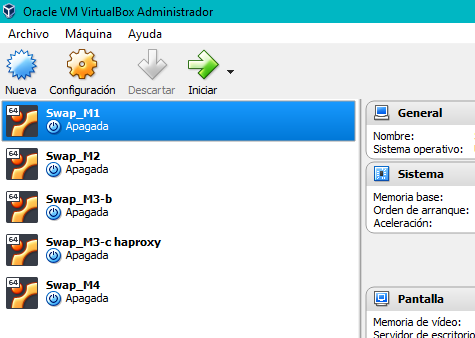 Oracle VM VirtualBox Administrador
Archivo Máquina Ayuda
Nueva Configuración Descartar Iniciar
64 Swap_M1
Apagada
64 Swap_M2
Apagada
64 Swap_M3-b
Apagada
64 Swap_M3-c haproxy
Apagada
64 Swap_M4
Apagada
General
Nombre:
Sistema operativo:
Sistema
Memoria base:
Orden de arranque:
Aceleración:
Pantalla
Memoria de vídeo:
Servidor de escritorio